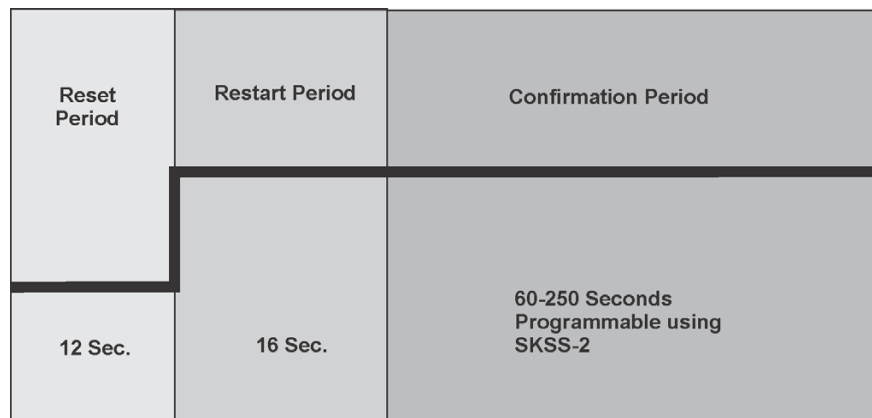 Reset
Period
Restart Period
Confirmation Period
12 Sec.
16 Sec.
60-250 Seconds
Programmable using
SKSS-2